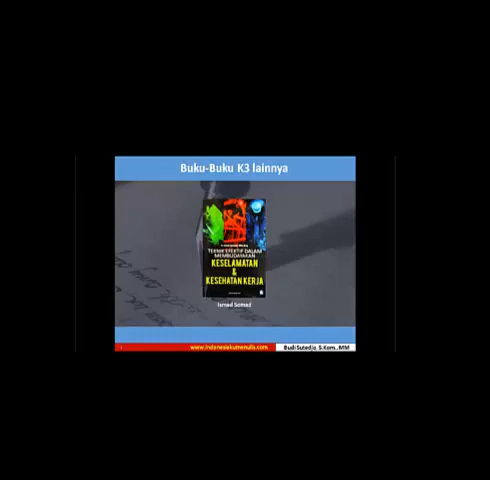 Buku-Buku K3 lainnya
TEKNIK EFEKTIF DALAM
MEMBUDAYAKAN
KESELAMATAN
&
KESEHATAN KERJA
Ismed Somad
www.indonesiakumenulis.com
Budi Sutedjo, S.Kom.,MM